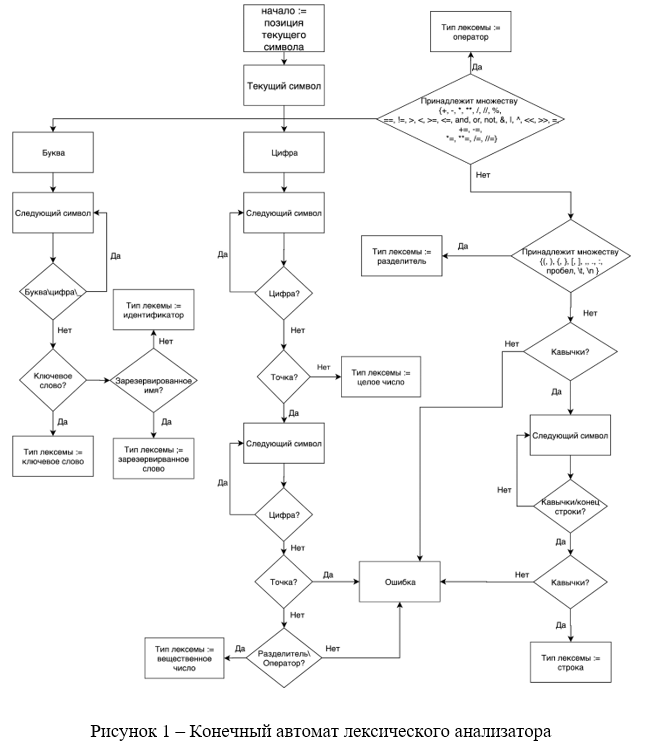 начало :=
позиция
текущего
символа
Тип лексемы :=
оператор
Да
Текущий символ
Принадлежит множеству
{+, -, *, **, /, //, %,
==, !=, >, <, >=, <=, and, or, not, &, |, ^, <<, >>, =
+=, -=,
*=, **=, /=, //=}
Нет
Буква
Цифра
Следующий символ
Да
Следующий символ
Да
Тип лексемы :=
разделитель
Да
Принадлежит множеству
{(, ), {, }, [, ], ,, ., :,
пробел, \t, \n }
Нет
Буква\цифра\_
Нет
Тип лекемы :=
идентификатор
Нет
Цифра?
Нет
Нет
Кавычки?
Да
Ключевое
слово?
Зарезервированное
имя?
Точка?
Нет
Тип лексемы :=
целое число
Да
Да
Да
Тип лексемы :=
ключевое слово
Тип лексемы :=
зарезервирванное
слово
Следующий символ
Да
Следующий символ
Нет
Цифра?
Нет
Кавычки/конец
строки?
Да
Точка?
Да
Ошибка
Нет
Кавычки?
Нет
Да
Тип лексемы :=
вещественное
число
Да
Разделитель\
Оператор?
Нет
Тип лексемы :=
строка
Рисунок 1 – Конечный автомат лексического анализатора